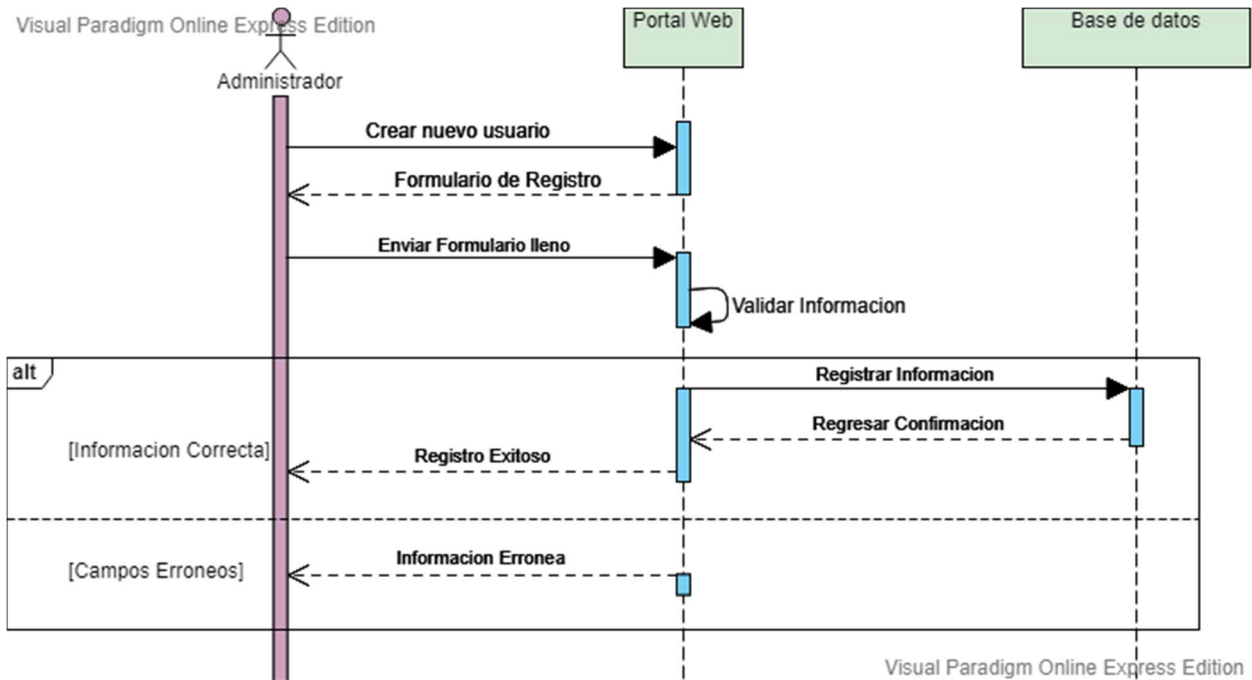 Visual Paradigm Online Express Edition
Portal Web
Base de datos
Administrador
Crear nuevo usuario
Formulario de Registro
Enviar Formulario lleno
Validar Informacion
alt
Registrar Informacion
Regresar Confirmacion
[Informacion Correcta]
Registro Exitoso
Informacion Erronea
[Campos Erroneos]
Visual Paradigm Online Express Edition